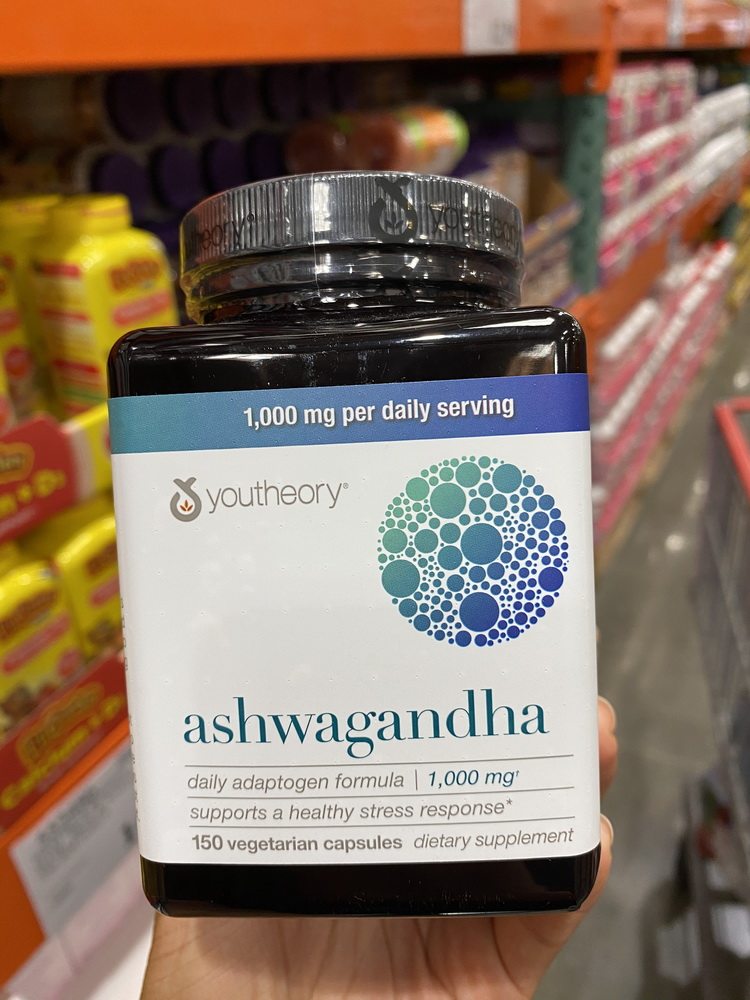 youtheory
1,000 mg per daily serving
youtheory®
ashwagandha
daily adaptogen formula | 1,000 mg†
supports a healthy stress response*
150 vegetarian capsules dietary supplement